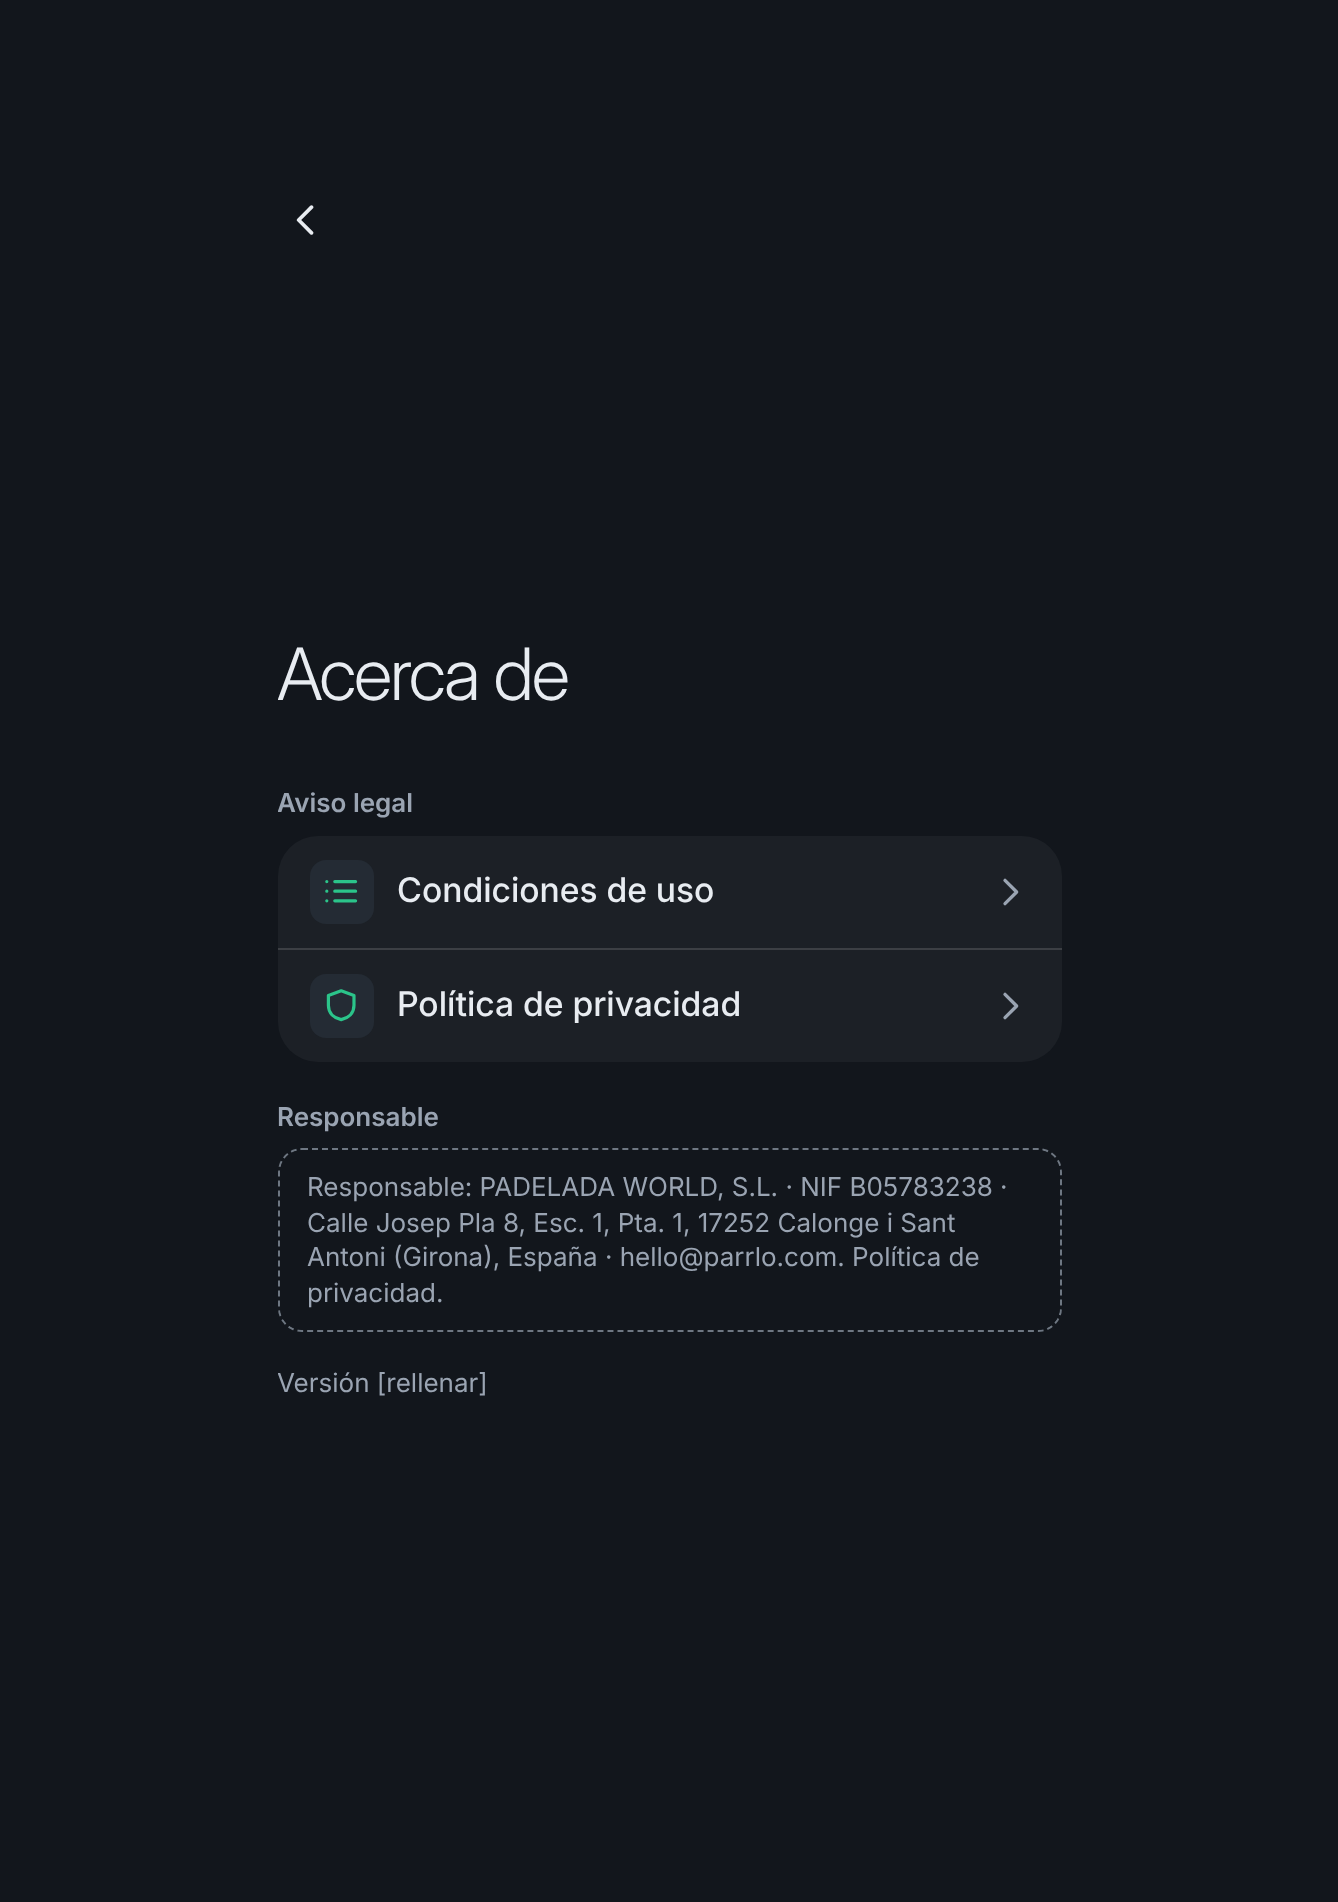 Acerca de
Aviso legal
Condiciones de uso
Política de privacidad
Responsable
Responsable: PADELADA WORLD, S.L. · NIF B05783238 ·
Calle Josep Pla 8, Esc. 1, Pta. 1, 17252 Calonge i Sant
Antoni (Girona), España · hello@parrlo.com. Política de
privacidad.
Versión [rellenar]